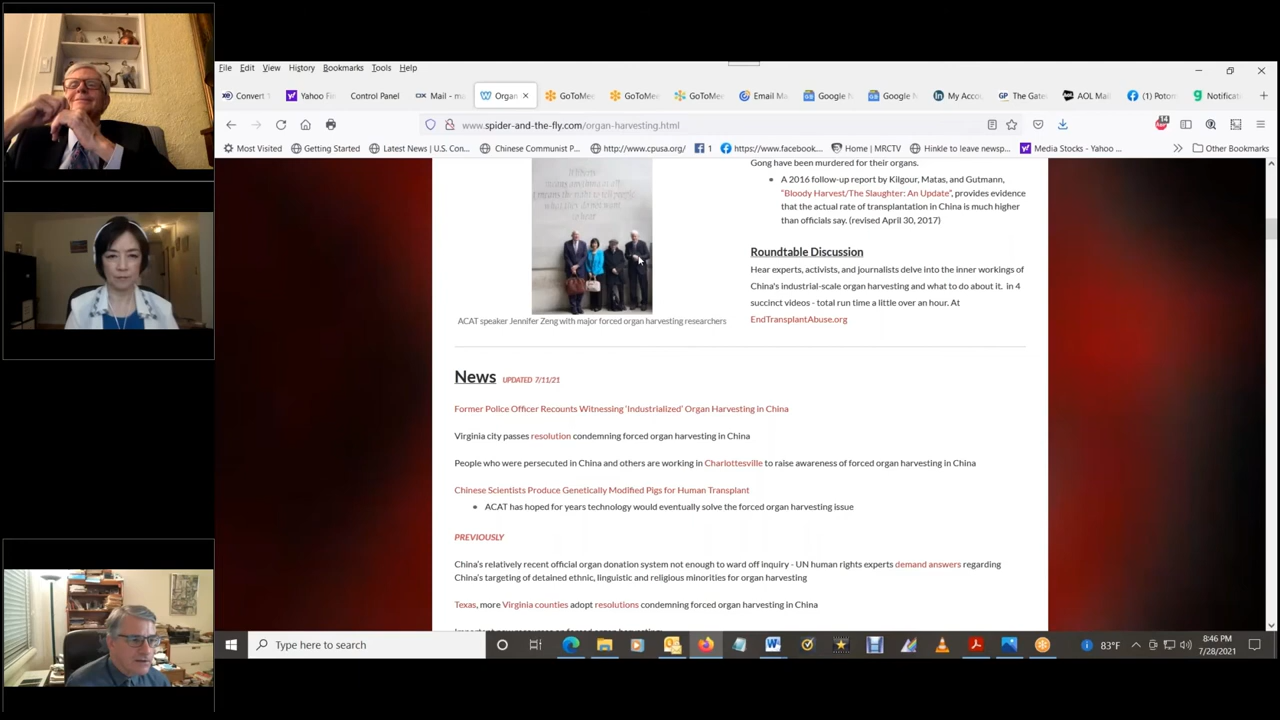 File Edit View History Bookmarks Tools Help
Convert T Yahoo Fin Control Panel Mail - ma Organ GoToMee GoToMe GoToMee Email Ma Google N Google N My Acco The Gate AOL Mail (1) Potom Notificat
www.spider-and-the-fly.com/organ-harvesting.html
14
Most Visited Getting Started Latest News | U.S. Con... Chinese Communist P... http://www.cpusa.org/ 1 https://www.facebook... Home | MRCTV Hinkle to leave newsp... Media Stocks - Yahoo ... Other Bookmarks
Gong have been murdered for their organs.
A 2016 follow-up report by Kilgour, Matas, and Gutmann,
"Bloody Harvest/The Slaughter: An Update", provides evidence
that the actual rate of transplantation in China is much higher
than officials say. (revised April 30, 2017)
Roundtable Discussion
Hear experts, activists, and journalists delve into the inner workings of
China's industrial-scale organ harvesting and what to do about it. in 4
succinct videos - total run time a little over an hour. At
EndTransplantAbuse.org
ACAT speaker Jennifer Zeng with major forced organ harvesting researchers
News UPDATED 7/11/21
Former Police Officer Recounts Witnessing 'Industrialized' Organ Harvesting in China
Virginia city passes resolution condemning forced organ harvesting in China
People who were persecuted in China and others are working in Charlottesville to raise awareness of forced organ harvesting in China
Chinese Scientists Produce Genetically Modified Pigs for Human Transplant
ACAT has hoped for years technology would eventually solve the forced organ harvesting issue
PREVIOUSLY
China's relatively recent official organ donation system not enough to ward off inquiry - UN human rights experts demand answers regarding
China's targeting of detained ethnic, linguistic and religious minorities for organ harvesting
Texas, more Virginia counties adopt resolutions condemning forced organ harvesting in China
Type here to search
83°F
8:46 PM
7/28/2021